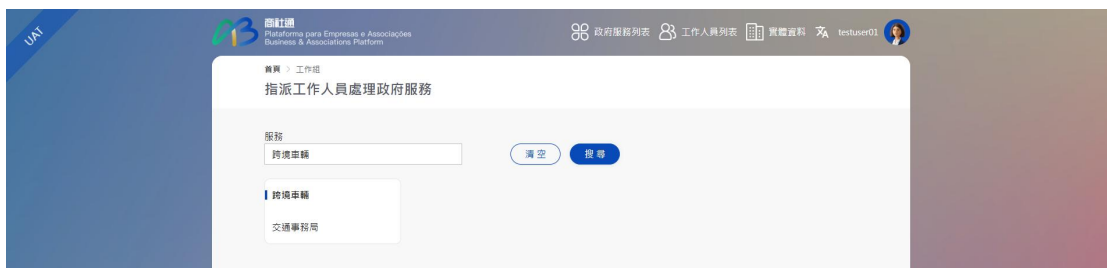 UAT
商社通
Plataforma para Empresas e Associações
Business & Associations Platform
政府服務列表 工作人員列表 實體資料 testuser01
首頁 > 工作組
指派工作人員處理政府服務
服務
跨境車輛
清空 搜尋
跨境車輛
交通事務局